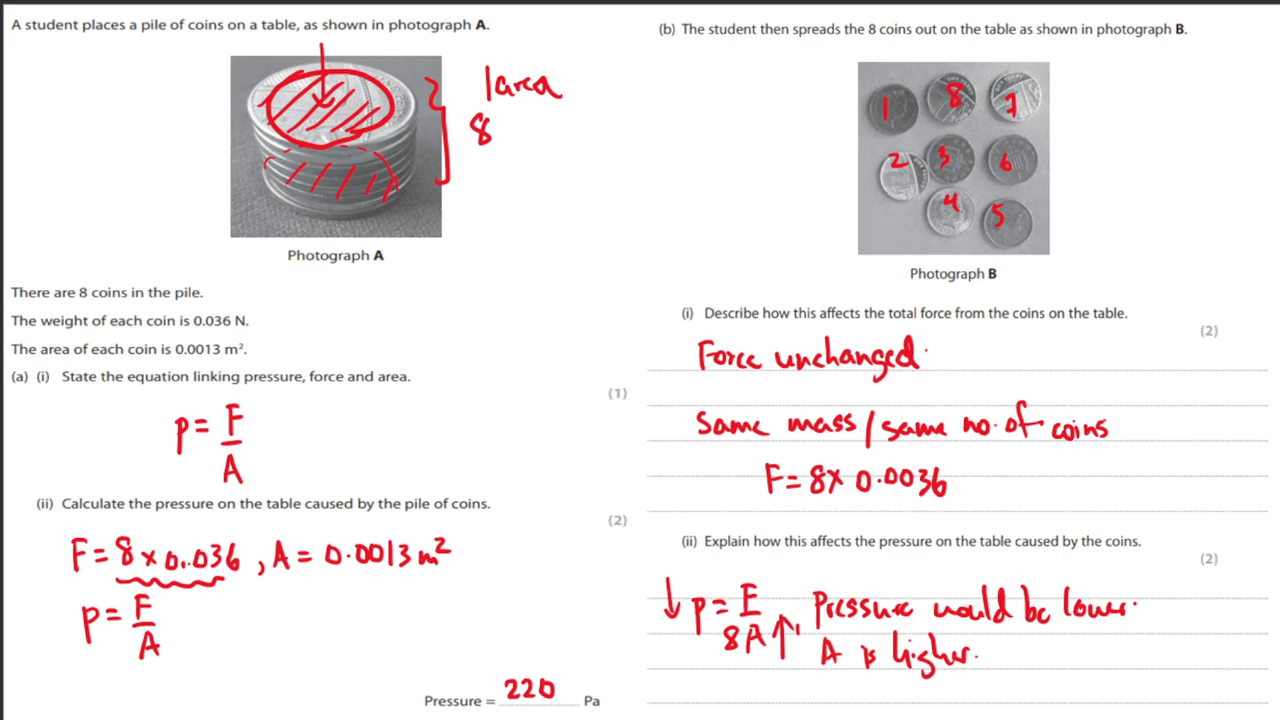 A student places a pile of coins on a table, as shown in photograph A.
1area
8
Photograph A
There are 8 coins in the pile.
The weight of each coin is 0.036 N.
The area of each coin is 0.0013 m².
(a) (i) State the equation linking pressure, force and area.
(1)
p = F/A
(ii) Calculate the pressure on the table caused by the pile of coins.
(2)
F = 8 × 0.036, A = 0.0013 m²
p = F/A
Pressure = 220 Pa
(b) The student then spreads the 8 coins out on the table as shown in photograph B.
1 8 7
2 3 6
4 5
Photograph B
(i) Describe how this affects the total force from the coins on the table.
(2)
Force unchanged.
Same mass / same no. of coins
F = 8 × 0.0036
(ii) Explain how this affects the pressure on the table caused by the coins.
(2)
↓ p = F/8A ↑, Pressure would be lower.
A is higher.